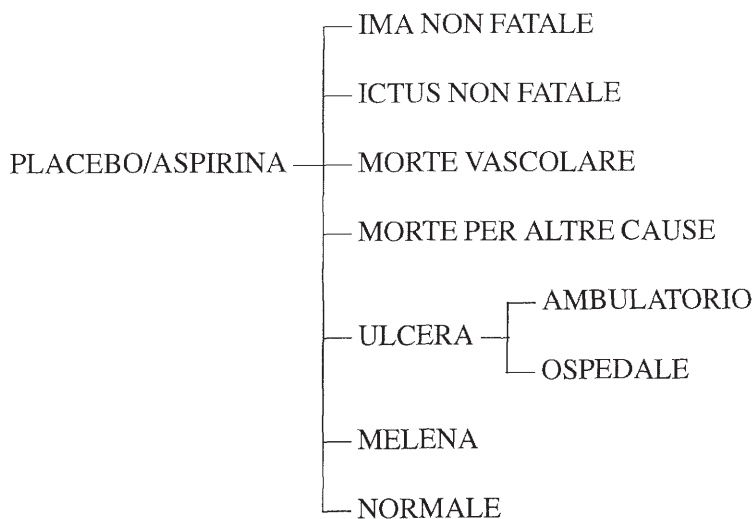 IMA NON FATALE
ICTUS NON FATALE
PLACEBO/ASPIRINA
MORTE VASCOLARE
MORTE PER ALTRE CAUSE
AMBULATORIO
ULCERA
OSPEDALE
MELENA
NORMALE